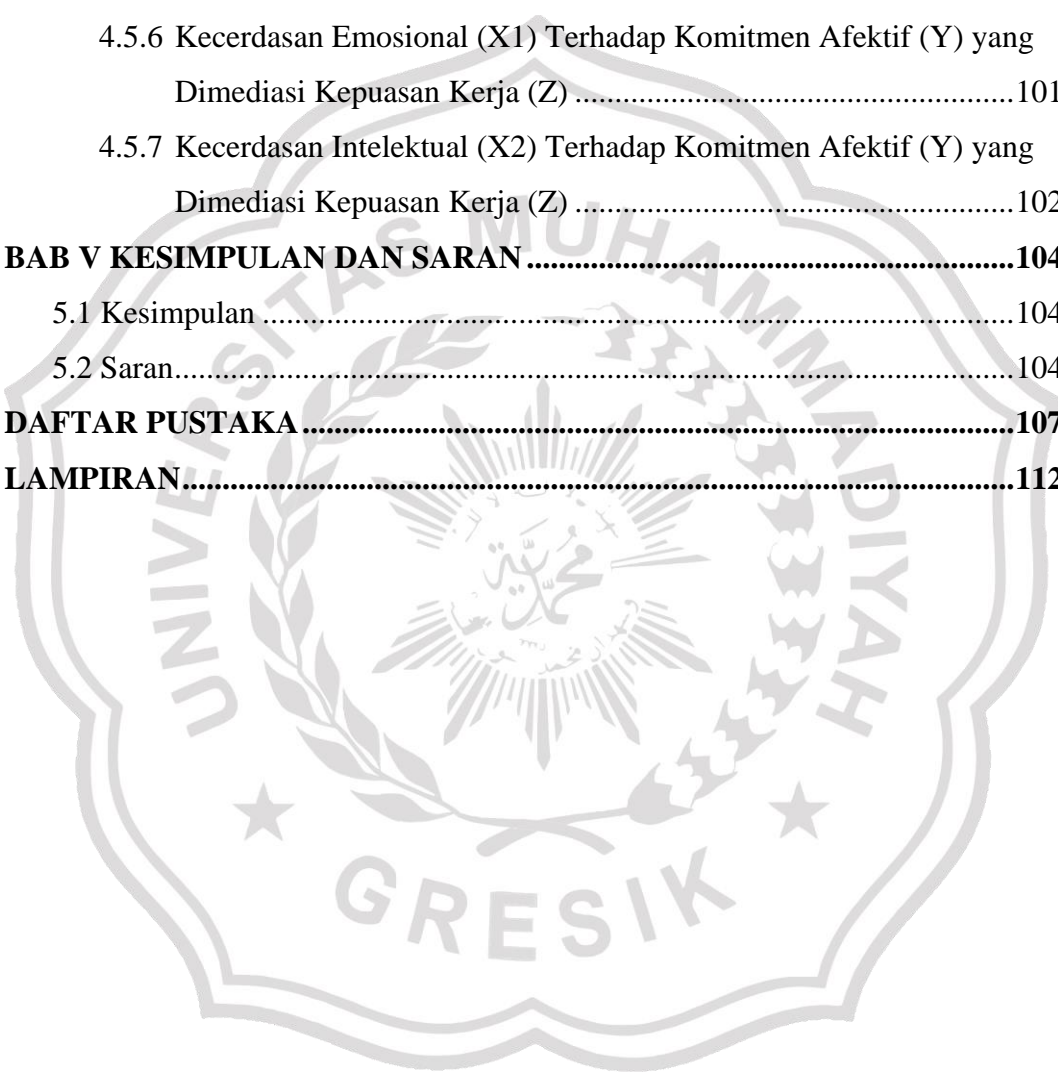 4.5.6 Kecerdasan Emosional (X1) Terhadap Komitmen Afektif (Y) yang
Dimediasi Kepuasan Kerja (Z) ....................................................101
4.5.7 Kecerdasan Intelektual (X2) Terhadap Komitmen Afektif (Y) yang
Dimediasi Kepuasan Kerja (Z) ....................................................102
BAB V KESIMPULAN DAN SARAN ....................................................104
5.1 Kesimpulan ....................................................104
5.2 Saran....................................................104
DAFTAR PUSTAKA ....................................................107
LAMPIRAN....................................................112
UNIVERSITAS MUHAMMADIYAH
GRESIK